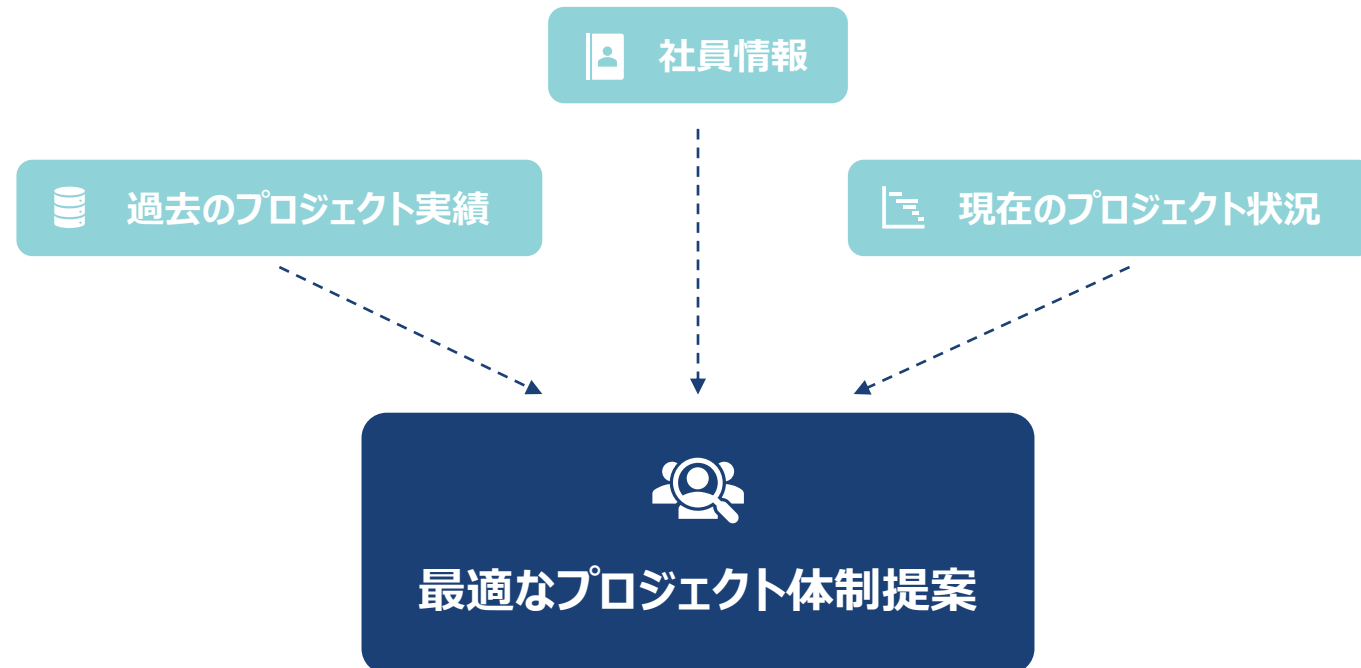 社員情報
過去のプロジェクト実績
現在のプロジェクト状況
最適なプロジェクト体制提案